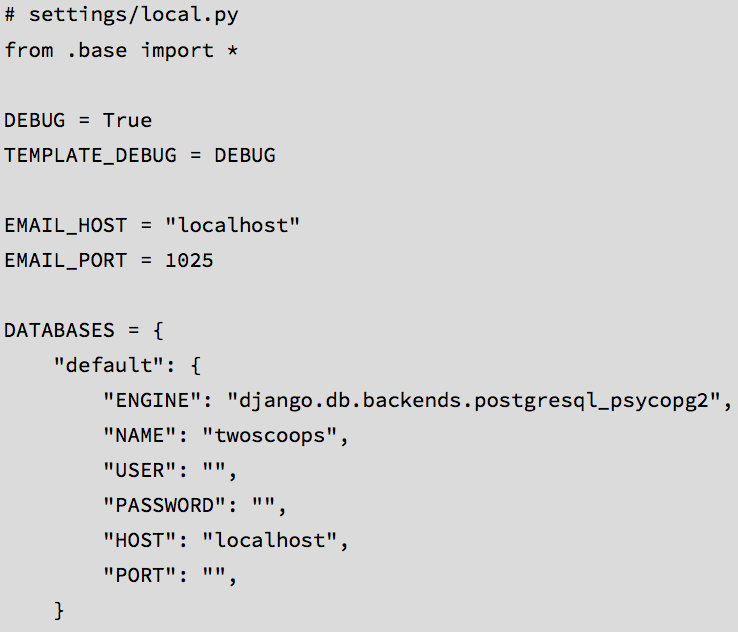 # settings/local.py
from .base import *

DEBUG = True
TEMPLATE_DEBUG = DEBUG

EMAIL_HOST = "localhost"
EMAIL_PORT = 1025

DATABASES = {
    "default": {
        "ENGINE": "django.db.backends.postgresql_psycopg2",
        "NAME": "twoscoops",
        "USER": "",
        "PASSWORD": "",
        "HOST": "localhost",
        "PORT": "",
    }